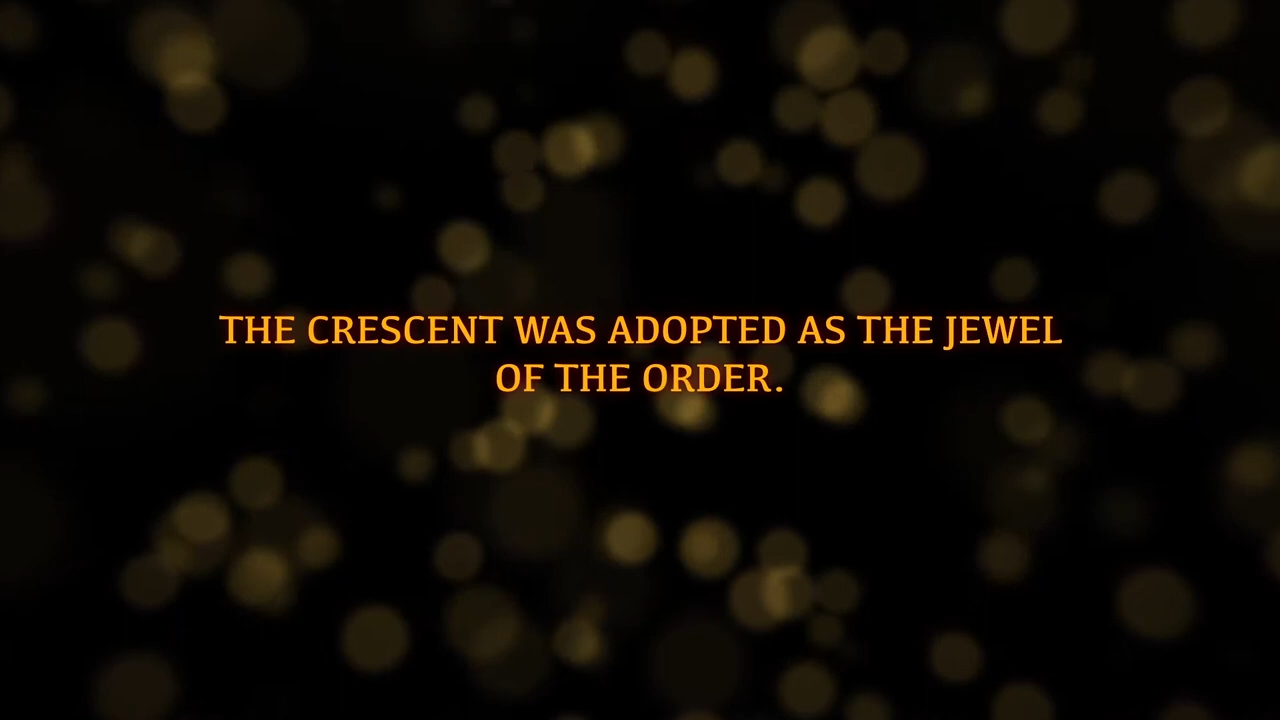 THE CRESCENT WAS ADOPTED AS THE JEWEL
OF THE ORDER.